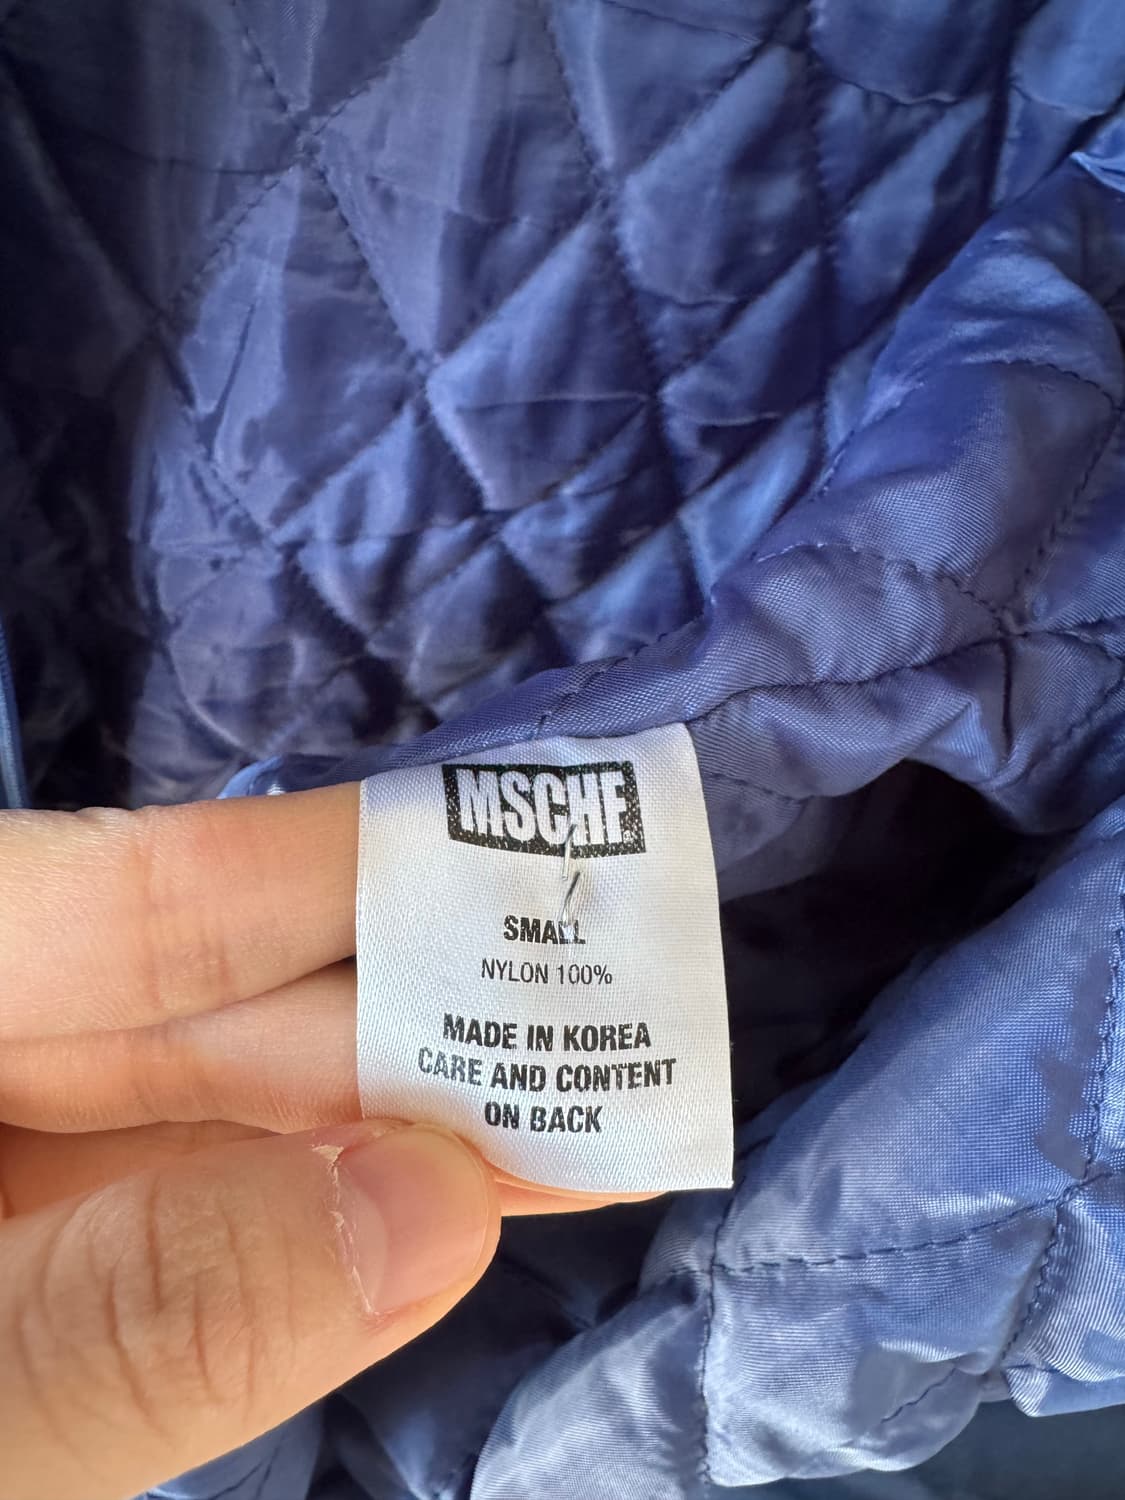 MSCHF
SMALL
NYLON 100%
MADE IN KOREA
CARE AND CONTENT
ON BACK